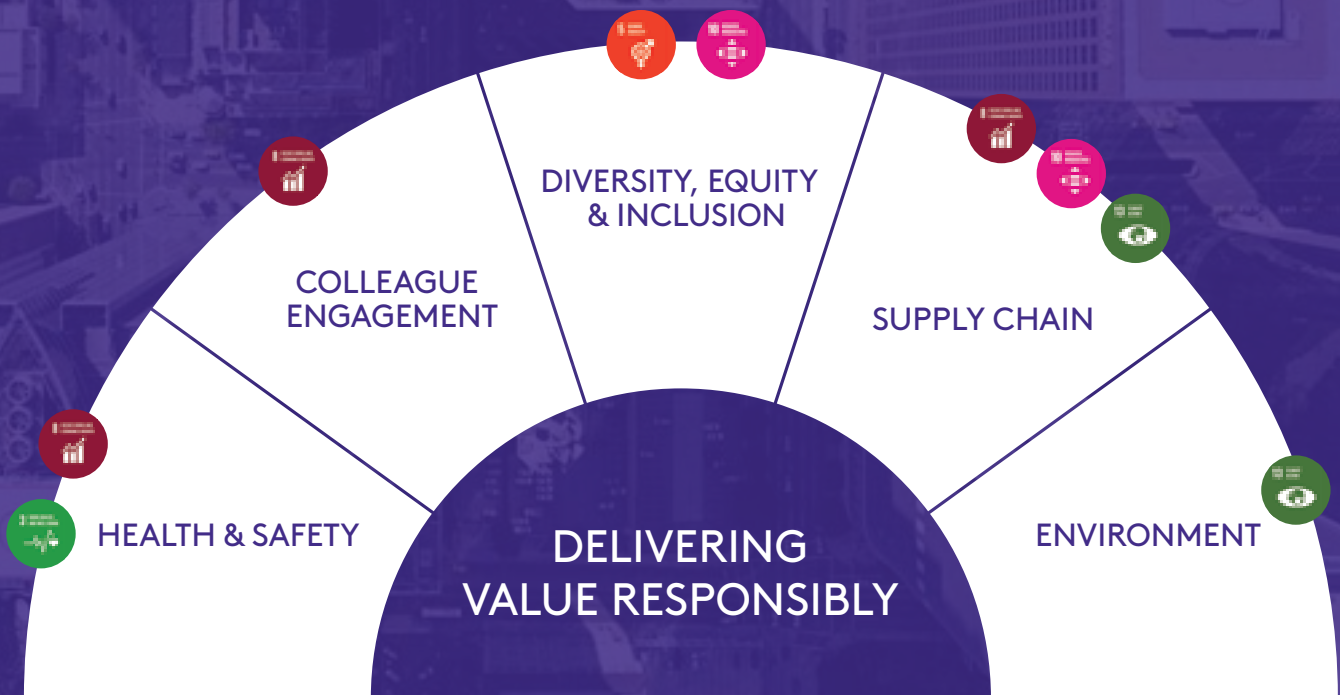 DIVERSITY, EQUITY
& INCLUSION
COLLEAGUE
ENGAGEMENT
SUPPLY CHAIN
HEALTH & SAFETY
ENVIRONMENT
DELIVERING
VALUE RESPONSIBLY